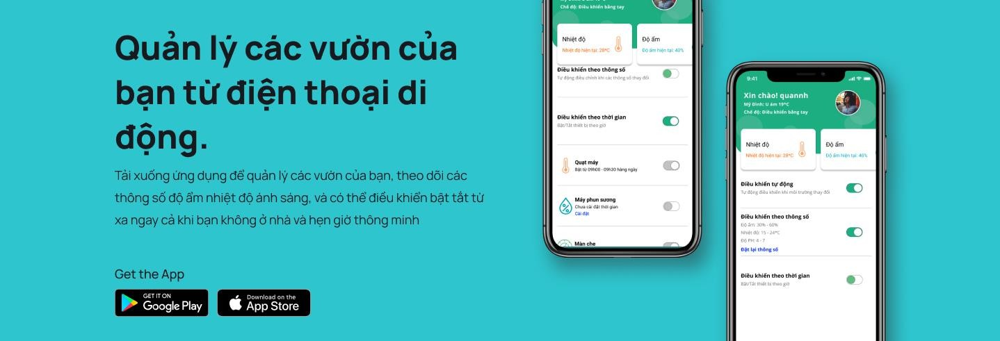 Quản lý các vườn của
bạn từ điện thoại di
động.
Tải xuống ứng dụng để quản lý các vườn của bạn, theo dõi các
thông số độ ẩm nhiệt độ ánh sáng, và có thể điều khiển bật tắt từ
xa ngay cả khi bạn không ở nhà và hẹn giờ thông minh
Get the App
GET IT ON
Google Play
Download on the
App Store
Chế độ: Điều khiển bằng tay
Nhiệt độ
Nhiệt độ hiện tại: 28°C
Độ ẩm
Độ ẩm hiện tại: 40%
Điều khiển theo thông số
Tự động điều chỉnh khi các thông số thay đổi
Điều khiển theo thời gian
Bật/Tắt thiết bị theo giờ
Quạt máy
Bật từ 09h00 - 09h30 hàng ngày
Máy phun sương
Chưa cài đặt thời gian
Cài đặt
Màn che
9:41
Xin chào! quannh
Mỹ Đình: U ám 19°C
Chế độ: Điều khiển bằng tay
Nhiệt độ
Nhiệt độ hiện tại: 28°C
Độ ẩm
Độ ẩm hiện tại: 40%
Điều khiển tự động
Tự động điều khiển khi môi trường thay đổi
Điều khiển theo thông số
Độ ẩm: 30% - 60%
Nhiệt độ: 15 - 24°C
Độ PH: 4 - 7
Đặt lại thông số
Điều khiển theo thời gian
Bật/Tắt thiết bị theo giờ